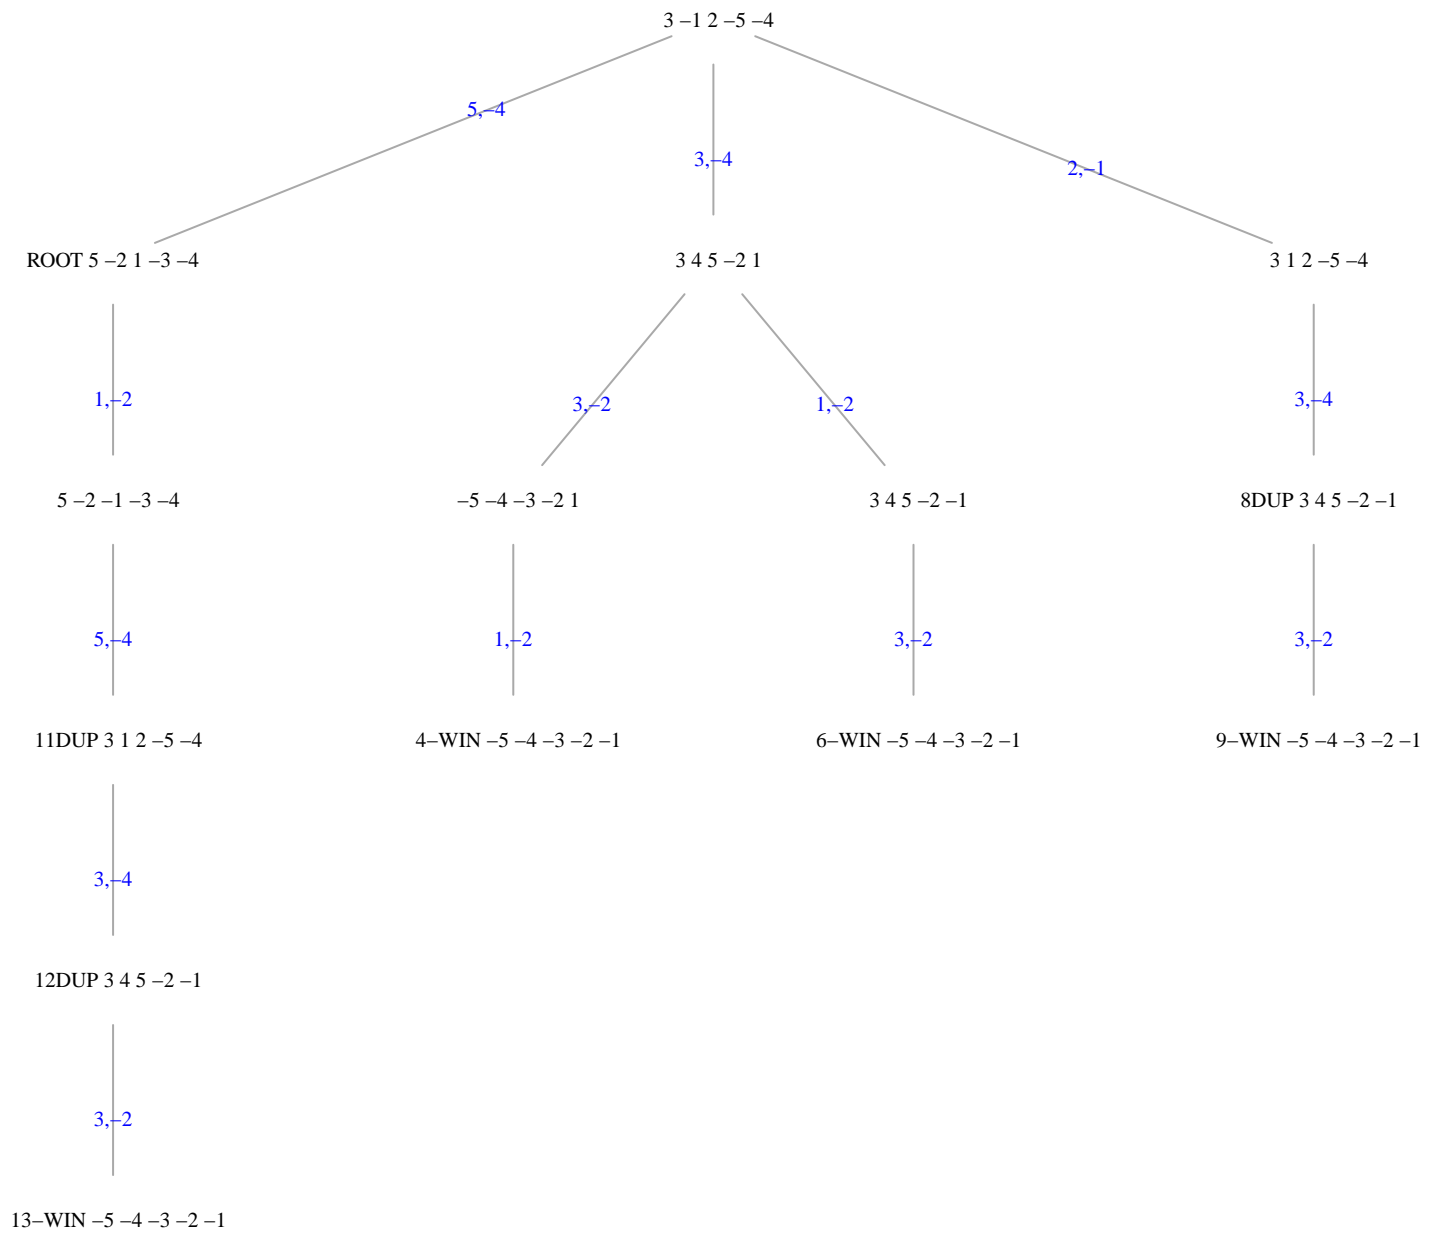 3 –1 2 –5 –4
5,–4
3,–4
2,–1
ROOT 5 –2 1 –3 –4
3 4 5 –2 1
3 1 2 –5 –4
1,–2
3,–2
1,–2
3,–4
5 –2 –1 –3 –4
–5 –4 –3 –2 1
3 4 5 –2 –1
8DUP 3 4 5 –2 –1
5,–4
1,–2
3,–2
3,–2
11DUP 3 1 2 –5 –4
4–WIN –5 –4 –3 –2 –1
6–WIN –5 –4 –3 –2 –1
9–WIN –5 –4 –3 –2 –1
3,–4
12DUP 3 4 5 –2 –1
3,–2
13–WIN –5 –4 –3 –2 –1